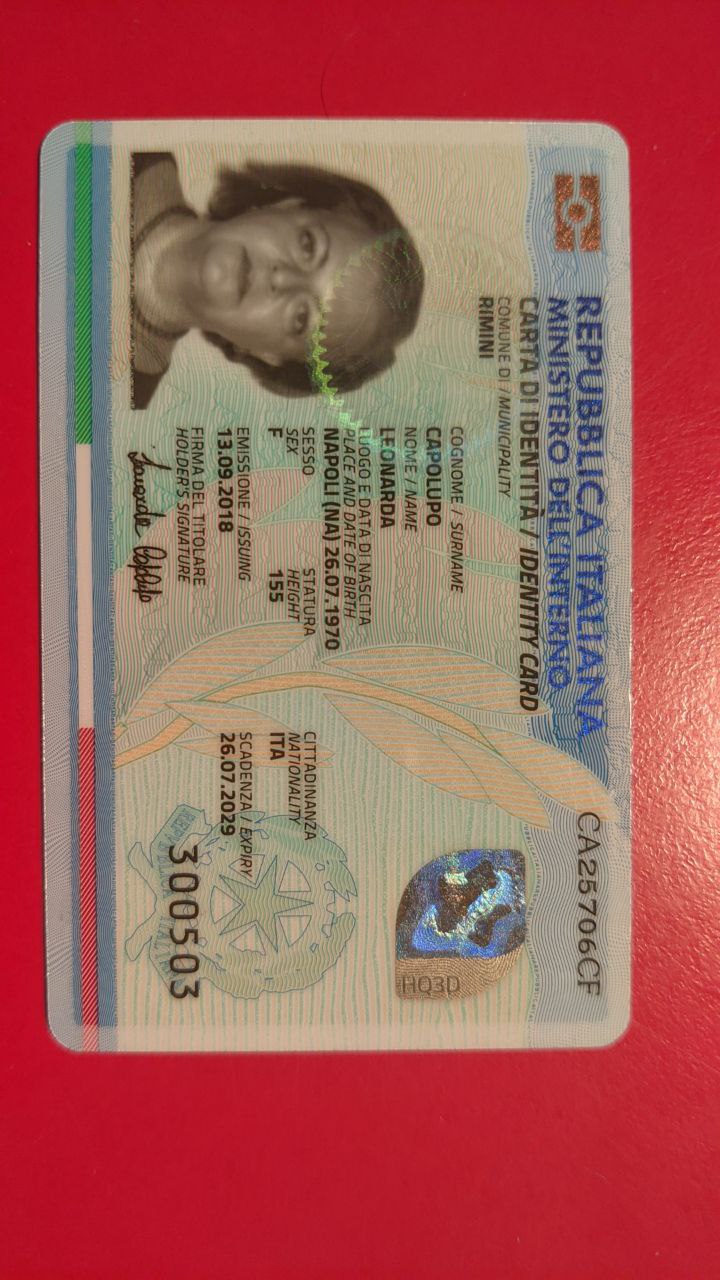 REPUBBLICA ITALIANA
CA25706CF
MINISTERO DELL'INTERNO
CARTA DI IDENTITÀ / IDENTITY CARD
COMUNE DI / MUNICIPALITY
RIMINI
COGNOME / SURNAME
CAPOLUPO
NOME / NAME
LEONARDA
LUOGO E DATA DI NASCITA
PLACE AND DATE OF BIRTH
NAPOLI (NA) 26.07.1970
SESSO
SEX
F
STATURA
HEIGHT
155
CITTADINANZA
NATIONALITY
ITA
EMISSIONE / ISSUING
13.09.2018
SCADENZA / EXPIRY
26.07.2029
FIRMA DEL TITOLARE
HOLDER'S SIGNATURE
Leonarda Capolupo
300503
HQ3D